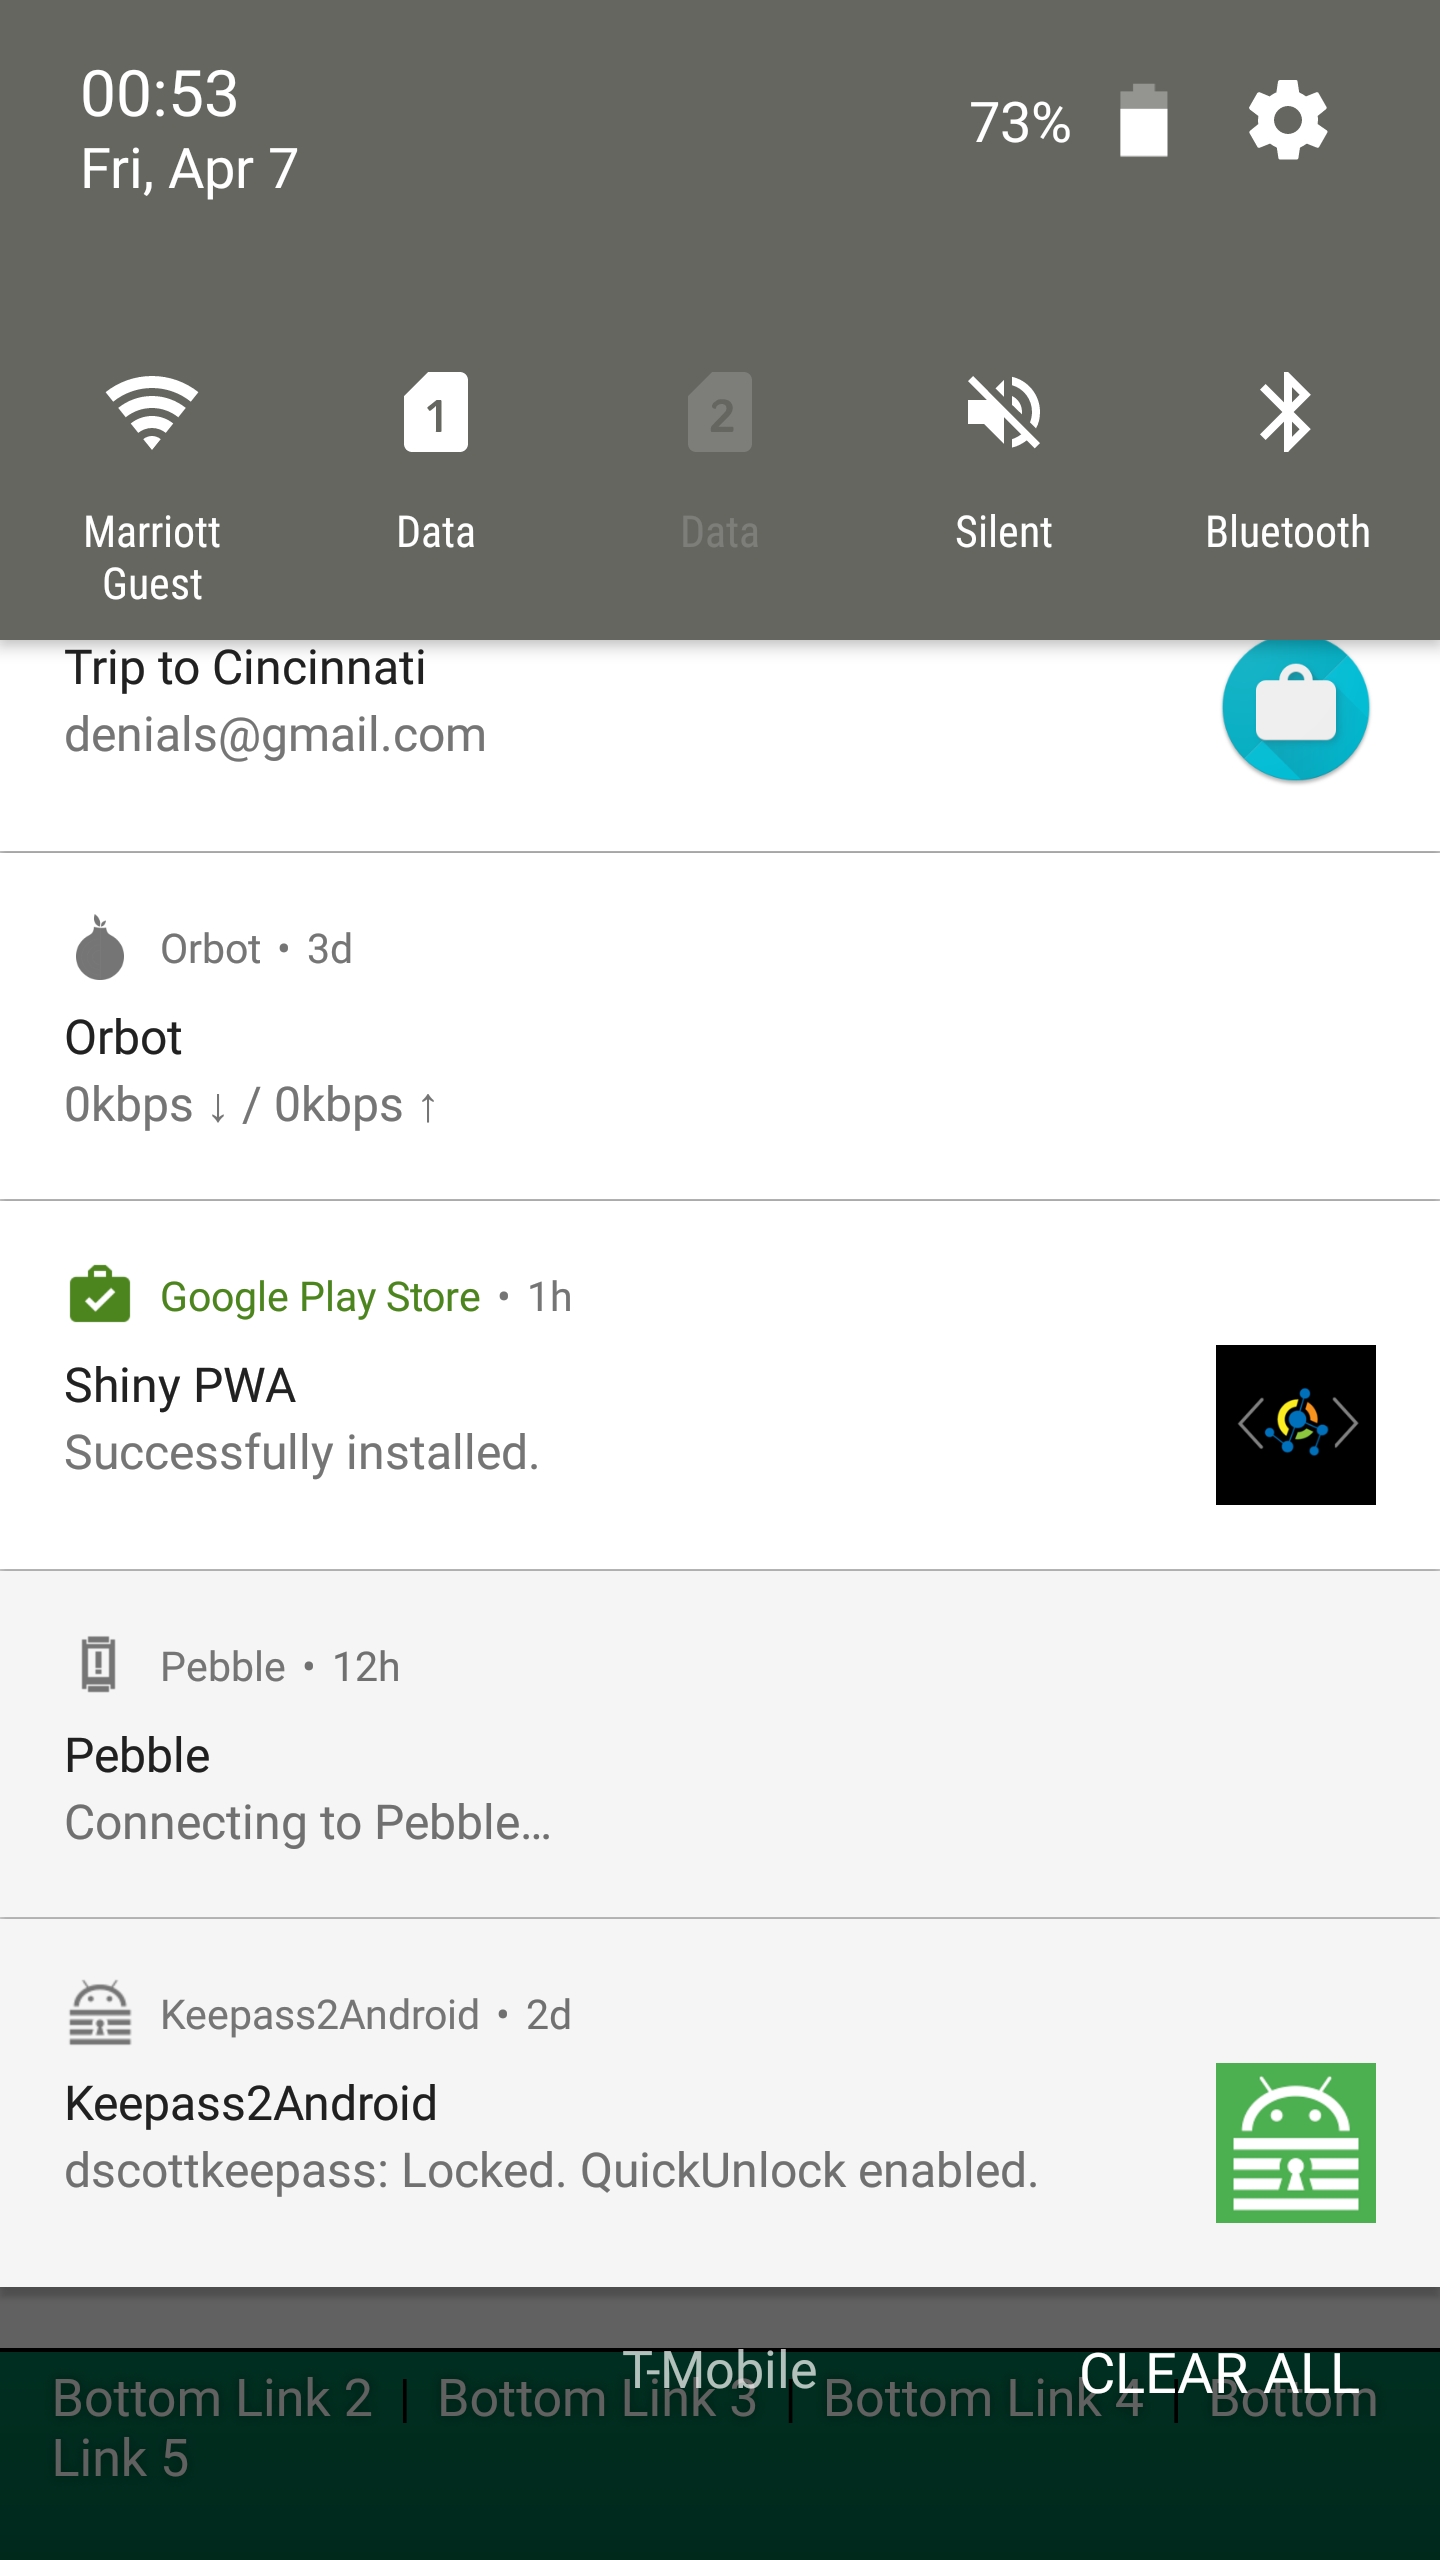 00:53
73%
Fri, Apr 7
1
2
Marriott
Guest
Data
Data
Silent
Bluetooth
Trip to Cincinnati
denials@gmail.com
Orbot • 3d
Orbot
0kbps ↓ / 0kbps ↑
Google Play Store • 1h
Shiny PWA
Successfully installed.
Pebble • 12h
Pebble
Connecting to Pebble…
Keepass2Android • 2d
Keepass2Android
dscottkeepass: Locked. QuickUnlock enabled.
T-Mobile
CLEAR ALL
Bottom Link 2 | Bottom Link 3 | Bottom Link 4 | Bottom
Link 5